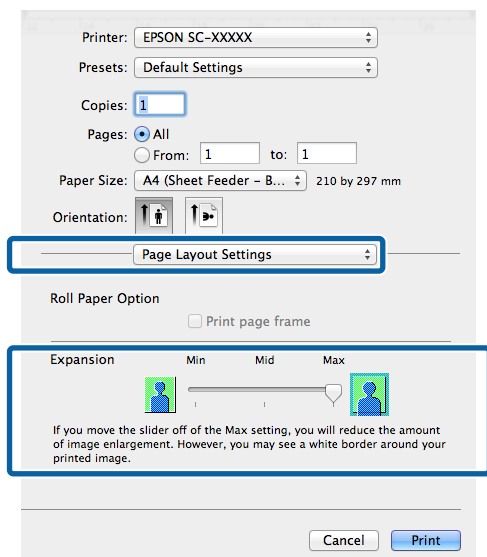 Printer: EPSON SC-XXXXX
Presets: Default Settings
Copies: 1
Pages: All
From: 1 to: 1
Paper Size: A4 (Sheet Feeder - B... 210 by 297 mm
Orientation:
Page Layout Settings
Roll Paper Option
Print page frame
Expansion Min Mid Max
If you move the slider off of the Max setting, you will reduce the amount
of image enlargement. However, you may see a white border around your
printed image.
Cancel Print